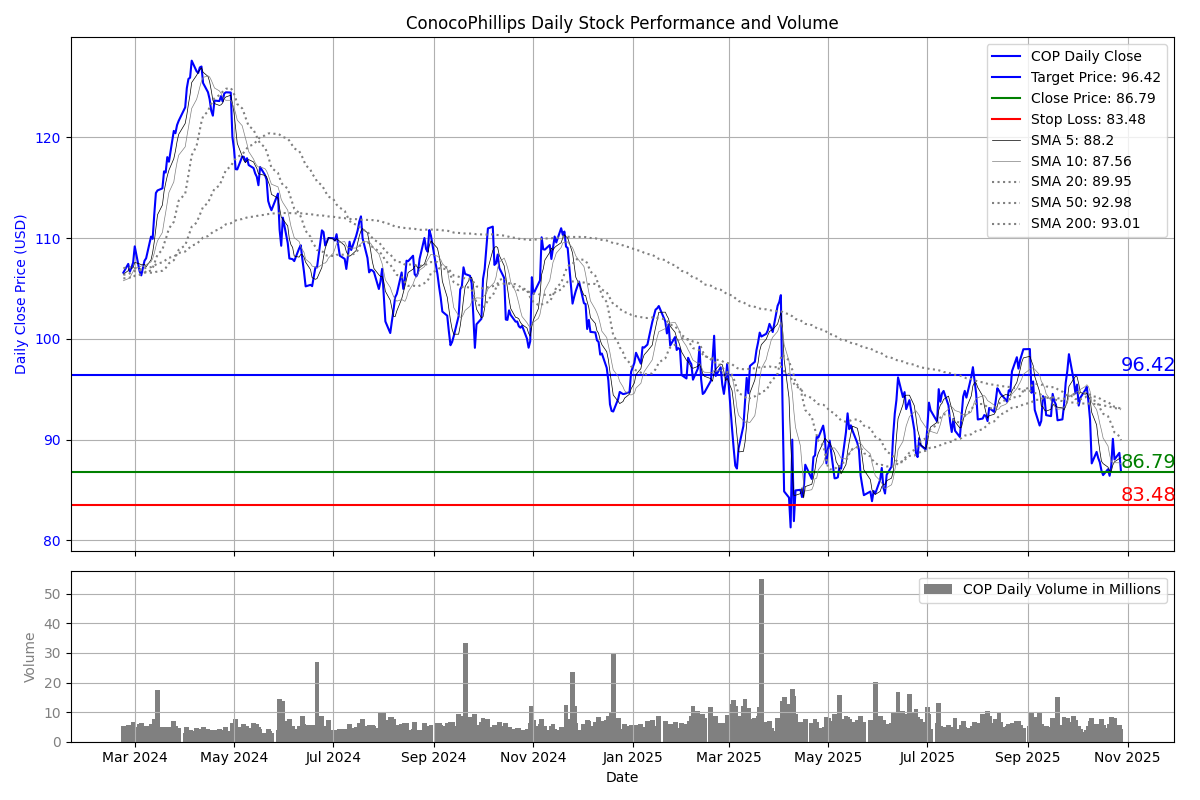 ConocoPhillips Daily Stock Performance and Volume
COP Daily Close
Target Price: 96.42
Close Price: 86.79
Stop Loss: 83.48
SMA 5: 88.2
SMA 10: 87.56
SMA 20: 89.95
SMA 50: 92.98
SMA 200: 93.01
Daily Close Price (USD)
120
110
100
90
80
96.42
86.79
83.48
COP Daily Volume in Millions
Volume
50
40
30
20
10
0
Mar 2024 May 2024 Jul 2024 Sep 2024 Nov 2024 Jan 2025 Mar 2025 May 2025 Jul 2025 Sep 2025 Nov 2025
Date